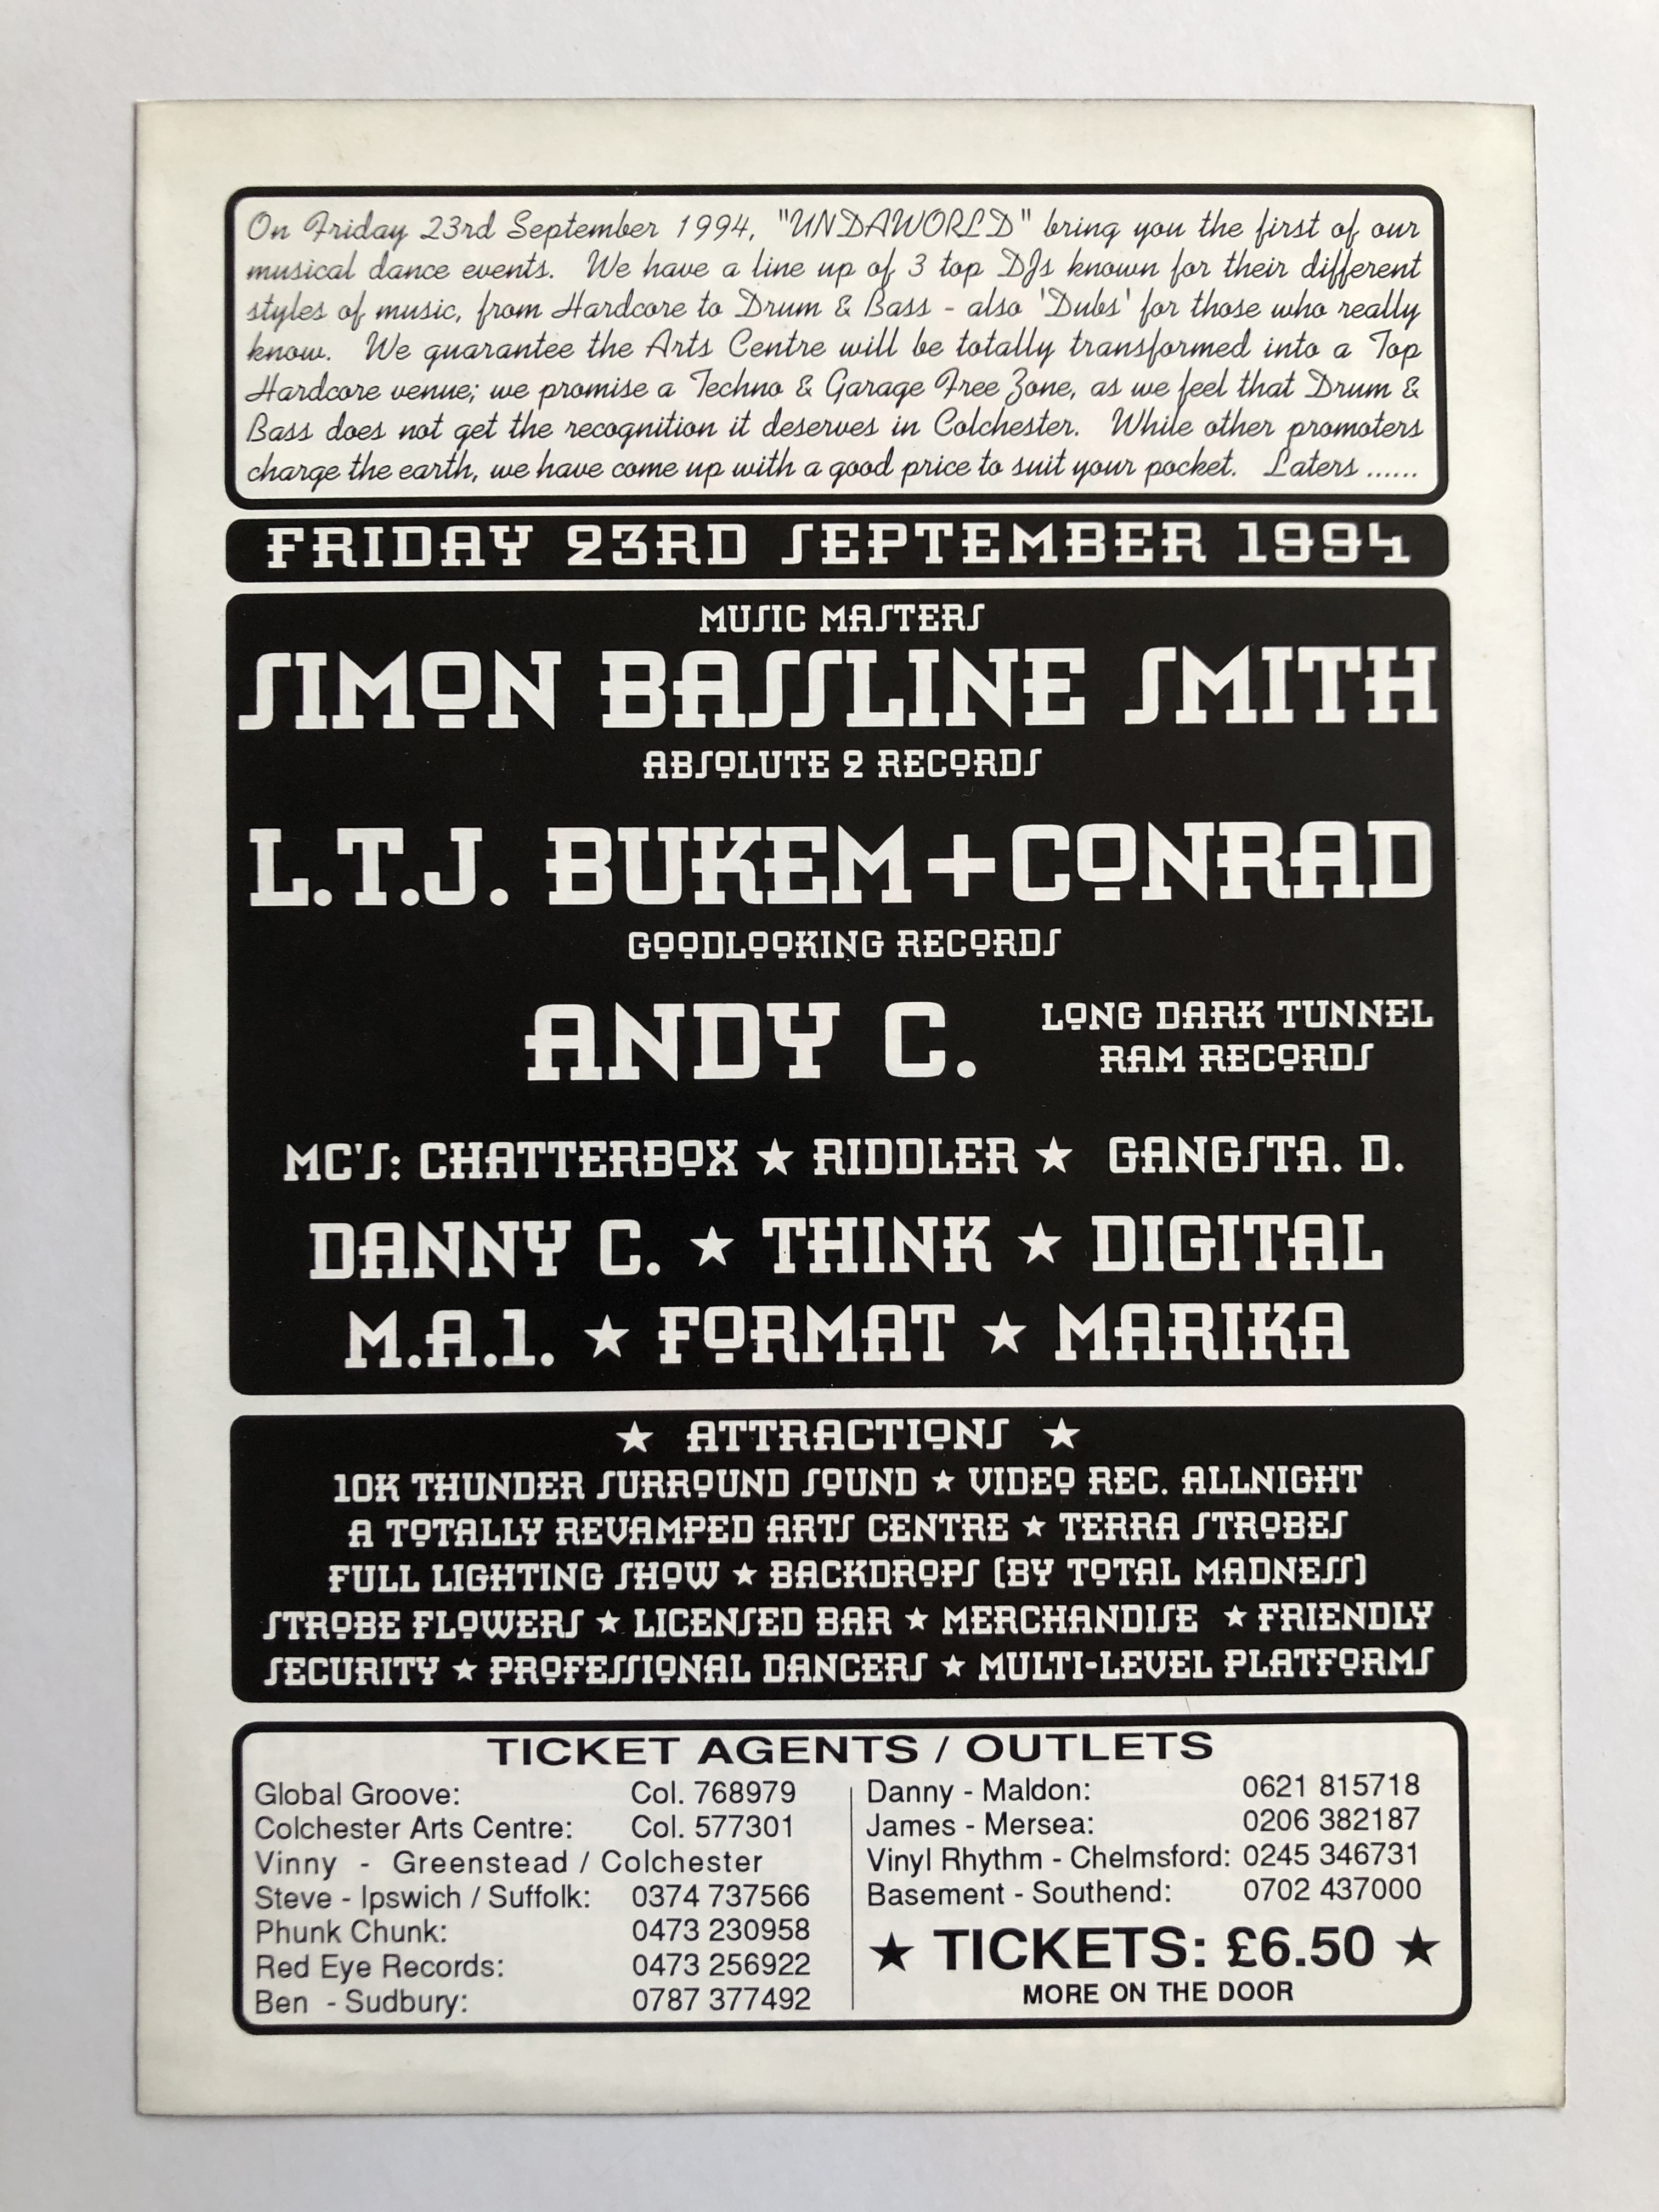 On Friday 23rd September 1994, "UNDAWORLD" bring you the first of our
musical dance events. We have a line up of 3 top DJs known for their different
styles of music, from Hardcore to Drum & Bass - also 'Dubs' for those who really
know. We guarantee the Arts Centre will be totally transformed into a Top
Hardcore venue; we promise a Techno & Garage Free Zone, as we feel that Drum &
Bass does not get the recognition it deserves in Colchester. While other promoters
charge the earth, we have come up with a good price to suit your pocket. Laters ......
FRIDAY 23RD SEPTEMBER 1994
MUSIC MASTERS
SIMON BASSLINE SMITH
ABSOLUTE 2 RECORDS
L.T.J. BUKEM + CONRAD
GOODLOOKING RECORDS
ANDY C. LONG DARK TUNNEL
RAM RECORDS
MC'S: CHATTERBOX ★ RIDDLER ★ GANGSTA. D.
DANNY C. ★ THINK ★ DIGITAL
M.A.1. ★ FORMAT ★ MARIKA
★ ATTRACTIONS ★
10K THUNDER SURROUND SOUND ★ VIDEO REC. ALLNIGHT
A TOTALLY REVAMPED ARTS CENTRE ★ TERRA STROBES
FULL LIGHTING SHOW ★ BACKDROPS (BY TOTAL MADNESS)
STROBE FLOWERS ★ LICENSED BAR ★ MERCHANDISE ★ FRIENDLY
SECURITY ★ PROFESSIONAL DANCERS ★ MULTI-LEVEL PLATFORMS
TICKET AGENTS / OUTLETS
Global Groove: Col. 768979
Colchester Arts Centre: Col. 577301
Vinny - Greenstead / Colchester
Steve - Ipswich / Suffolk: 0374 737566
Phunk Chunk: 0473 230958
Red Eye Records: 0473 256922
Ben - Sudbury: 0787 377492
Danny - Maldon: 0621 815718
James - Mersea: 0206 382187
Vinyl Rhythm - Chelmsford: 0245 346731
Basement - Southend: 0702 437000
★ TICKETS: £6.50 ★
MORE ON THE DOOR